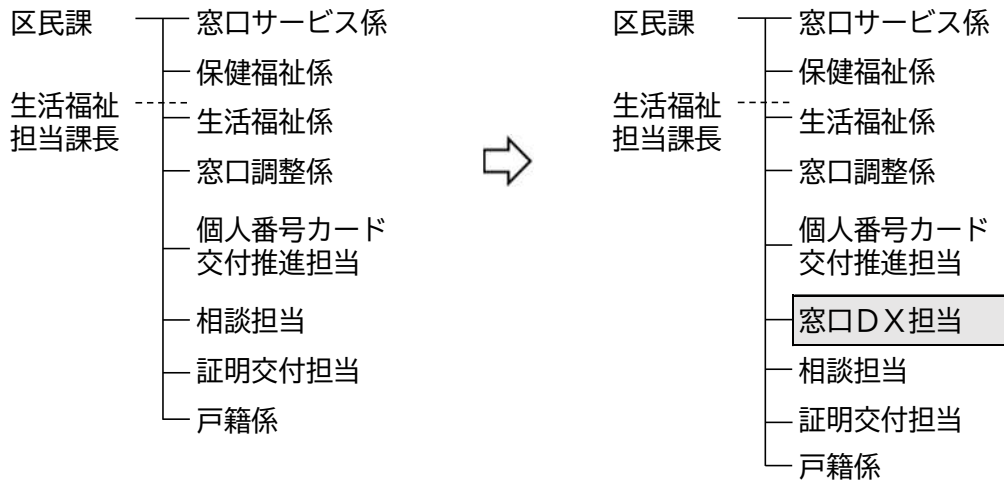 区民課
窓口サービス係
保健福祉係
生活福祉
担当課長
生活福祉係
窓口調整係
個人番号カード
交付推進担当
相談担当
証明交付担当
戸籍係
区民課
窓口サービス係
保健福祉係
生活福祉
担当課長
生活福祉係
窓口調整係
個人番号カード
交付推進担当
窓口ＤＸ担当
相談担当
証明交付担当
戸籍係